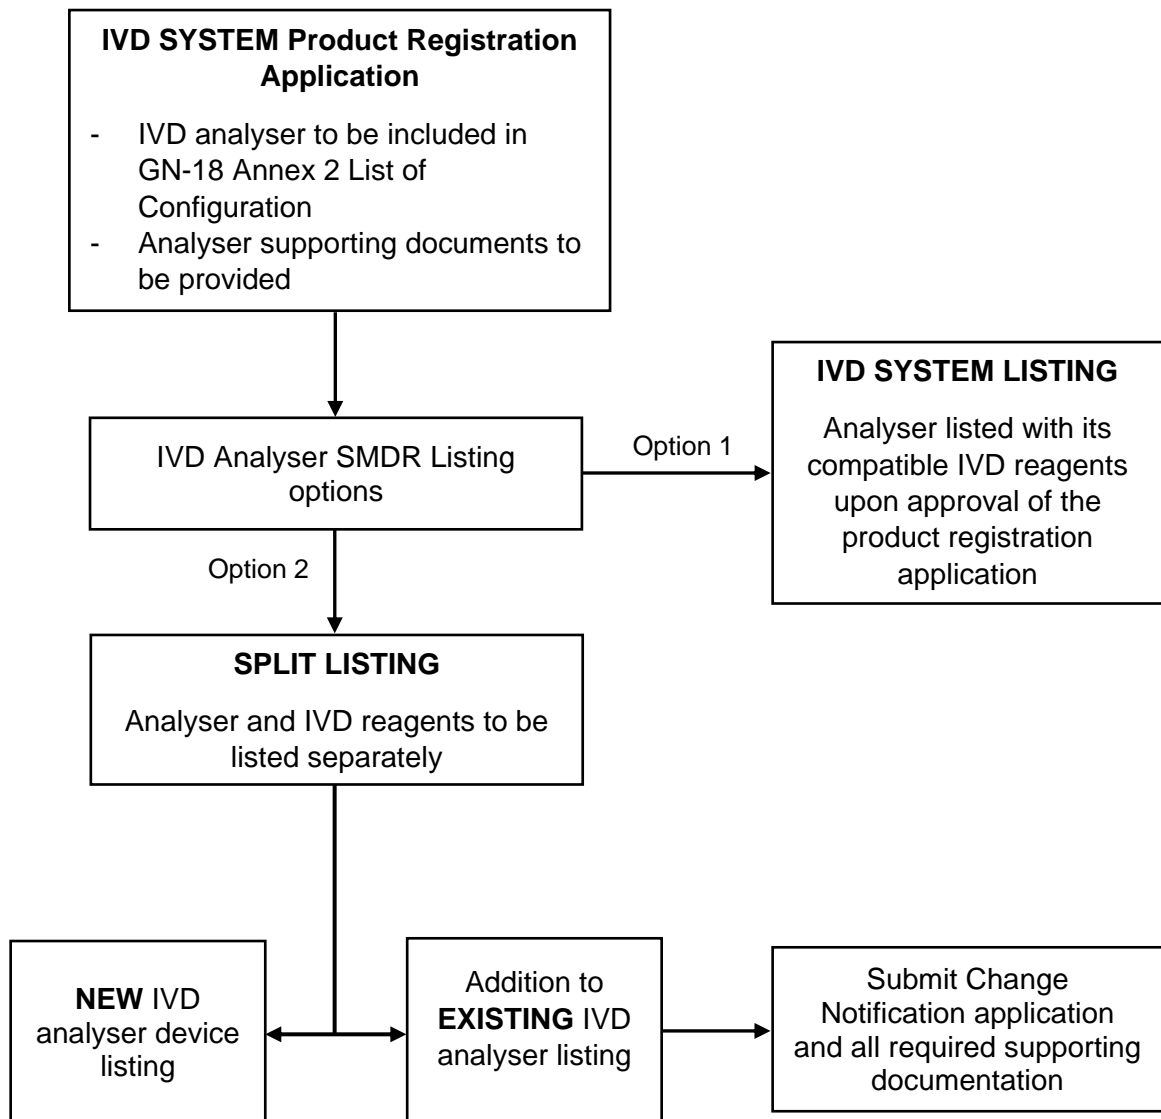 IVD SYSTEM Product Registration
Application
- IVD analyser to be included in
GN-18 Annex 2 List of
Configuration
- Analyser supporting documents to
be provided
IVD SYSTEM LISTING
Analyser listed with its
compatible IVD reagents
upon approval of the
product registration
application
IVD Analyser SMDR Listing
options
Option 1
Option 2
SPLIT LISTING
Analyser and IVD reagents to be
listed separately
NEW IVD
analyser device
listing
Addition to
EXISTING IVD
analyser listing
Submit Change
Notification application
and all required supporting
documentation